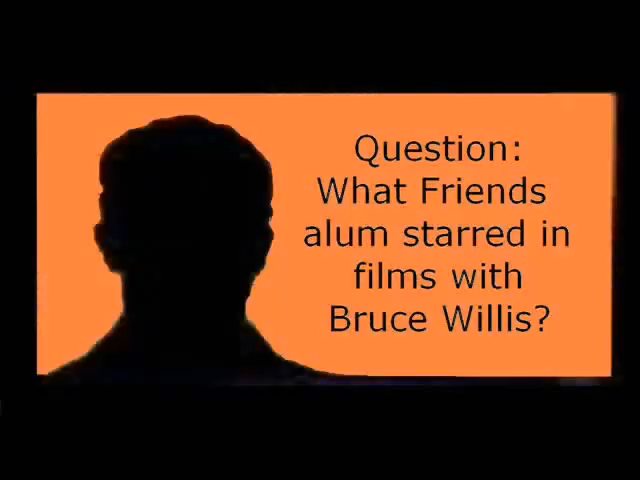 Question:
What Friends
alum starred in
films with
Bruce Willis?